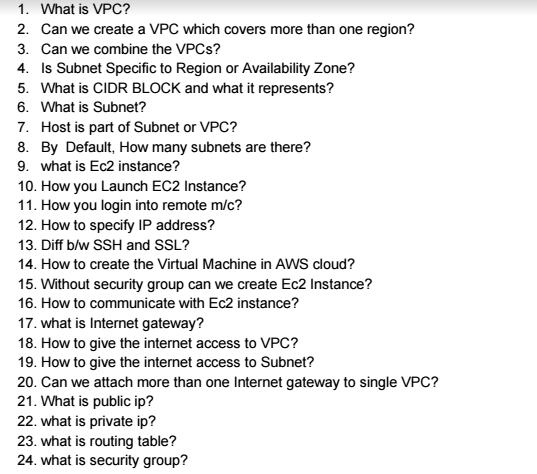 1. What is VPC?
2. Can we create a VPC which covers more than one region?
3. Can we combine the VPCs?
4. Is Subnet Specific to Region or Availability Zone?
5. What is CIDR BLOCK and what it represents?
6. What is Subnet?
7. Host is part of Subnet or VPC?
8. By Default, How many subnets are there?
9. what is Ec2 instance?
10. How you Launch EC2 Instance?
11. How you login into remote m/c?
12. How to specify IP address?
13. Diff b/w SSH and SSL?
14. How to create the Virtual Machine in AWS cloud?
15. Without security group can we create Ec2 Instance?
16. How to communicate with Ec2 instance?
17. what is Internet gateway?
18. How to give the internet access to VPC?
19. How to give the internet access to Subnet?
20. Can we attach more than one Internet gateway to single VPC?
21. What is public ip?
22. what is private ip?
23. what is routing table?
24. what is security group?